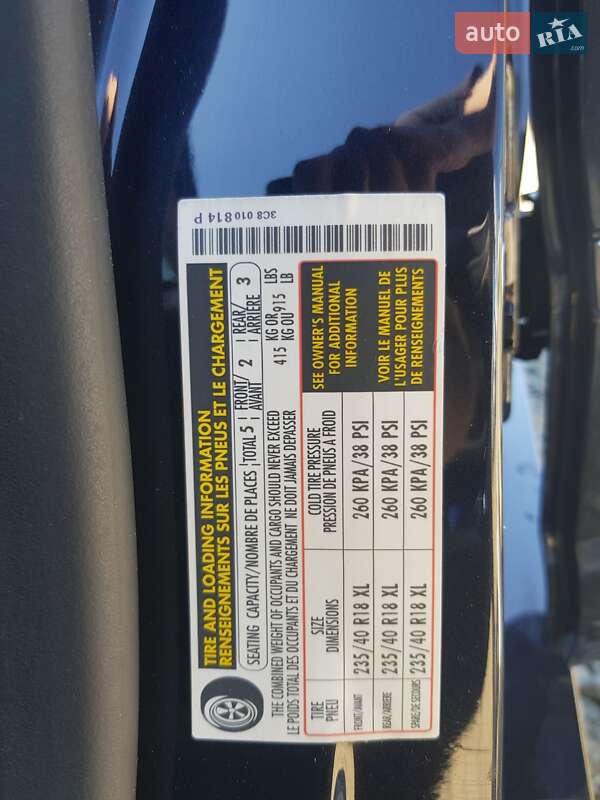 auto RIA
.com
TIRE AND LOADING INFORMATION
RENSEIGNEMENTS SUR LES PNEUS ET LE CHARGEMENT
SEATING CAPACITY/NOMBRE DE PLACES TOTAL 5 FRONT/AVANT 2 REAR/ARRIÈRE 3
THE COMBINED WEIGHT OF OCCUPANTS AND CARGO SHOULD NEVER EXCEED
LE POIDS TOTAL DES OCCUPANTS ET DU CHARGEMENT NE DOIT JAMAIS DEPASSER
415 KG OR 915 LBS
KG OU LB
TIRE SIZE COLD TIRE PRESSURE
PNEU DIMENSIONS PRESSION DE PNEUS A FROID
FRONT/AVANT 235/40 R18 XL 260 KPA/38 PSI
REAR/ARRIERE 235/40 R18 XL 260 KPA/38 PSI
SPARE/DE SECOURS 235/40 R18 XL 260 KPA/38 PSI
SEE OWNER'S MANUAL
FOR ADDITIONAL
INFORMATION
VOIR LE MANUEL DE
L'USAGER POUR PLUS
DE RENSEIGNEMENTS
3C8 010 814 P